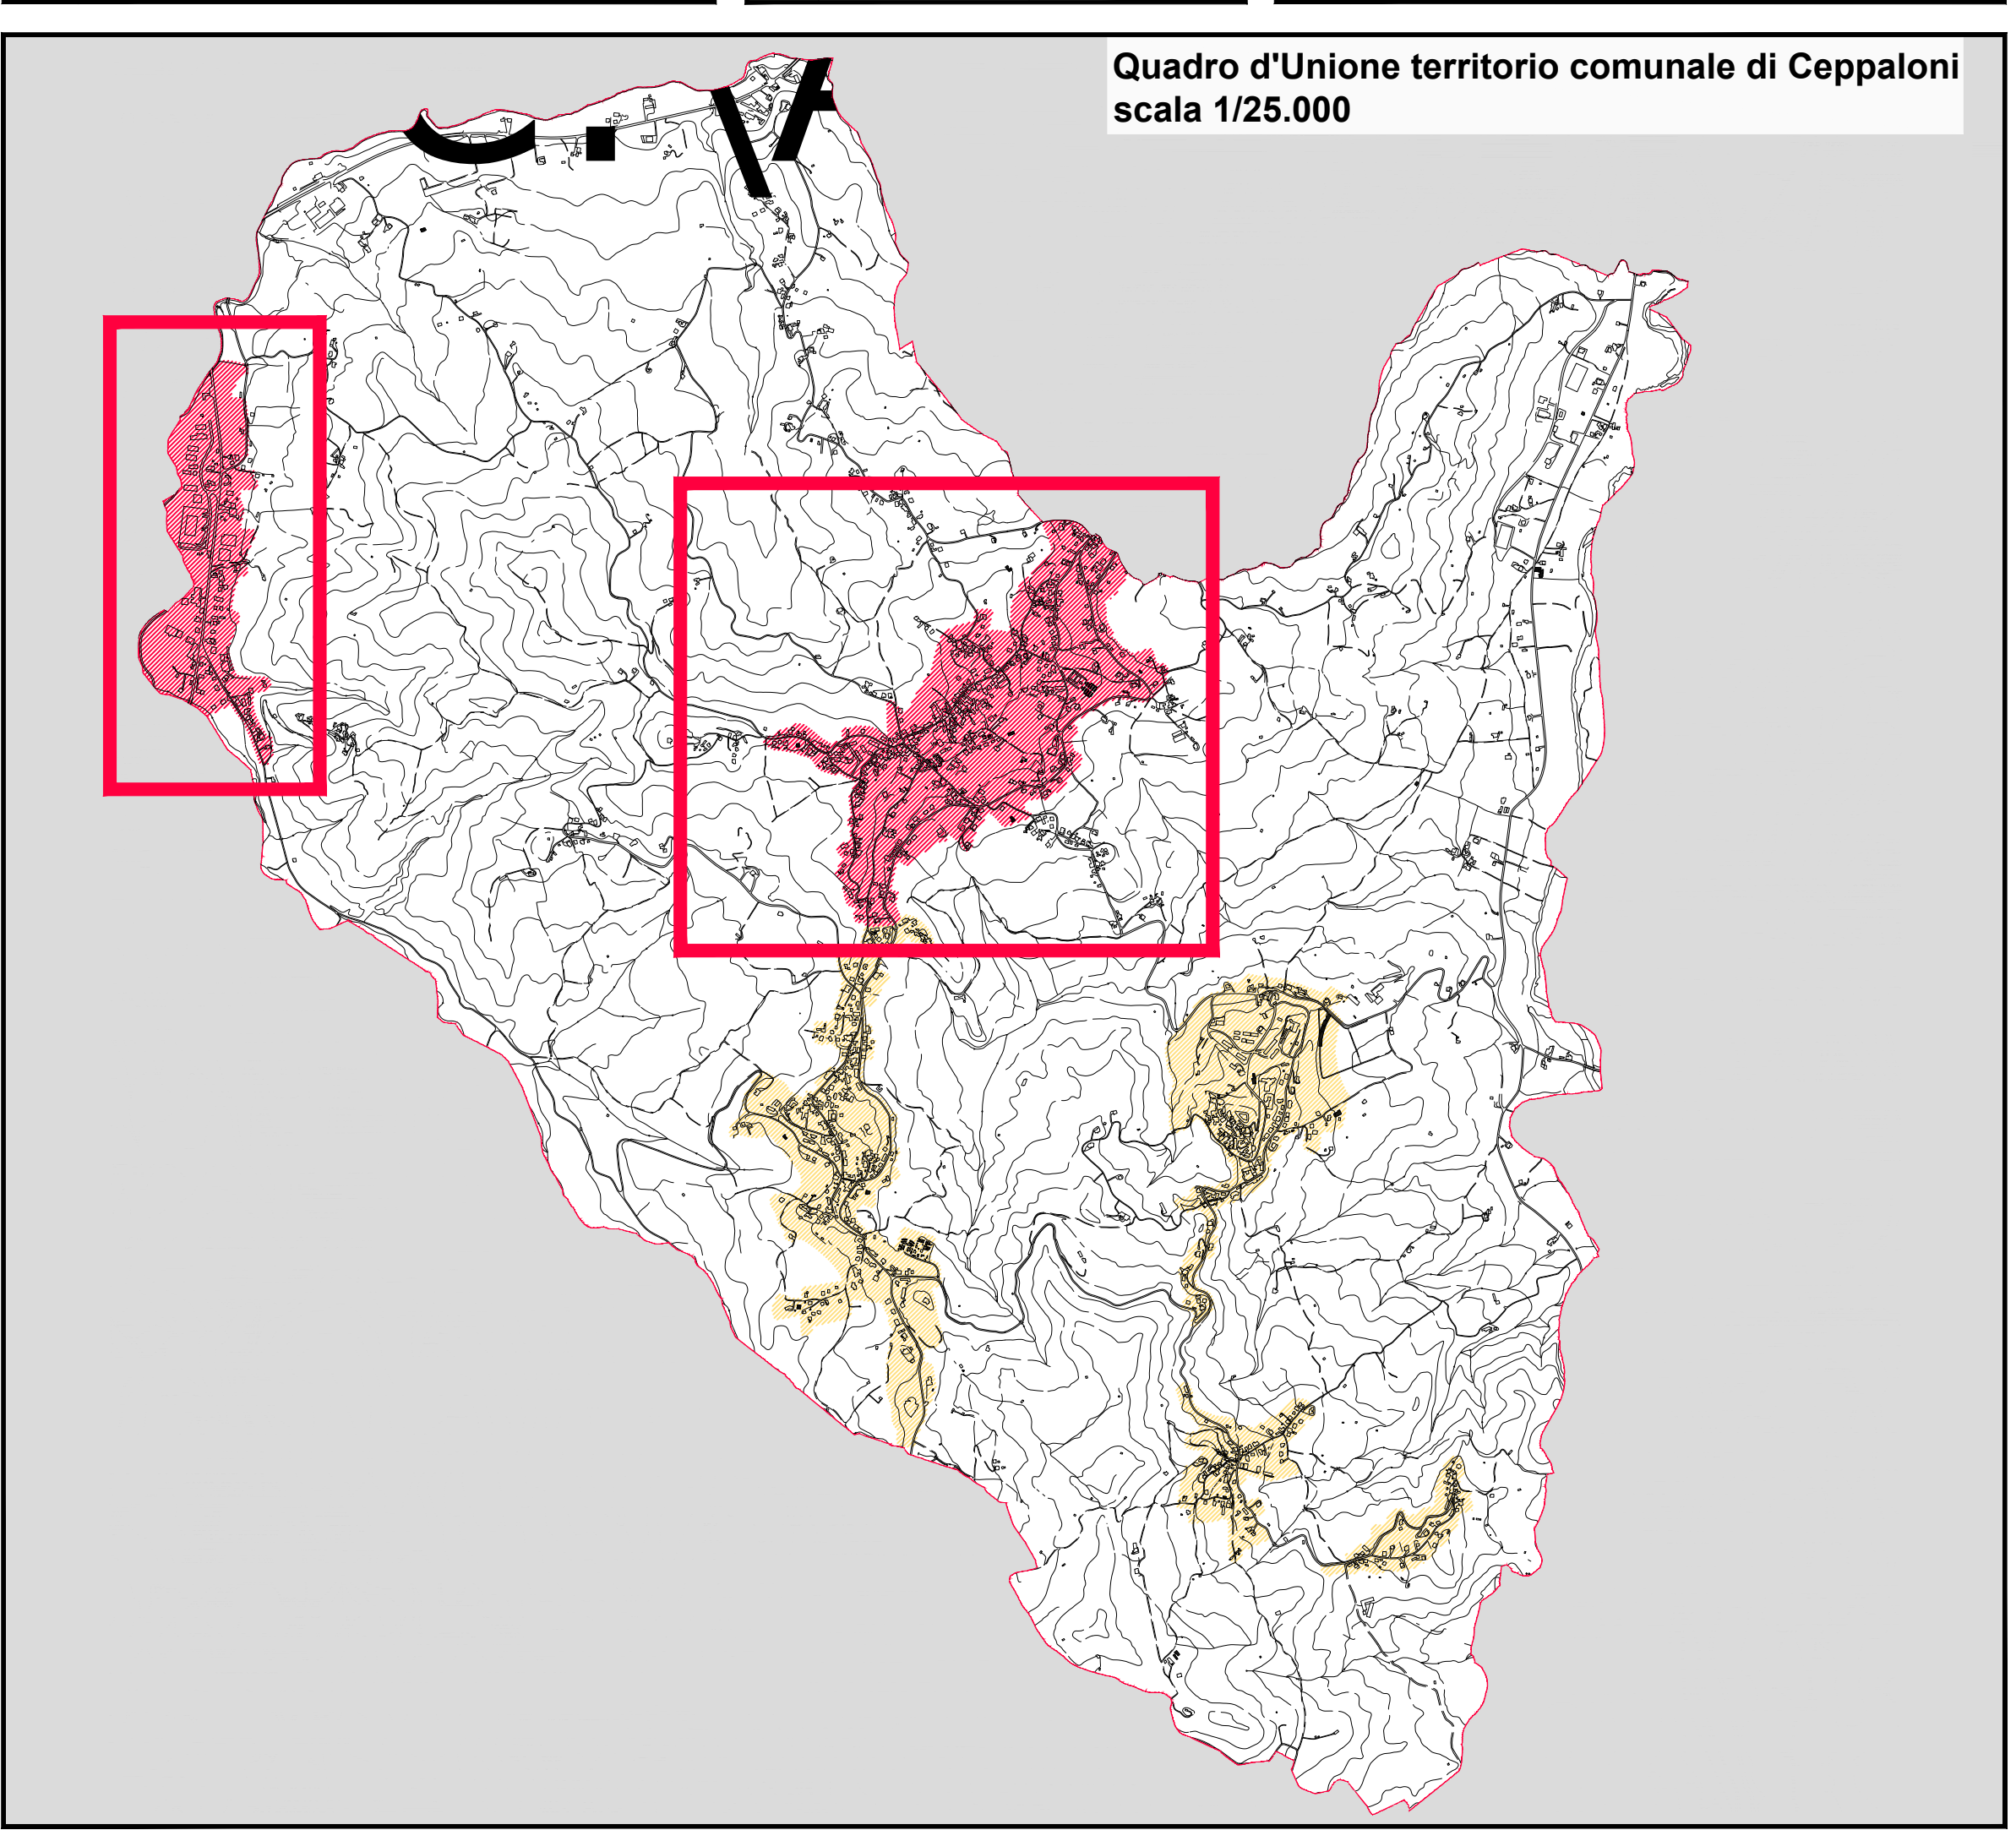 Quadro d'Unione territorio comunale di Ceppaloni
scala 1/25.000